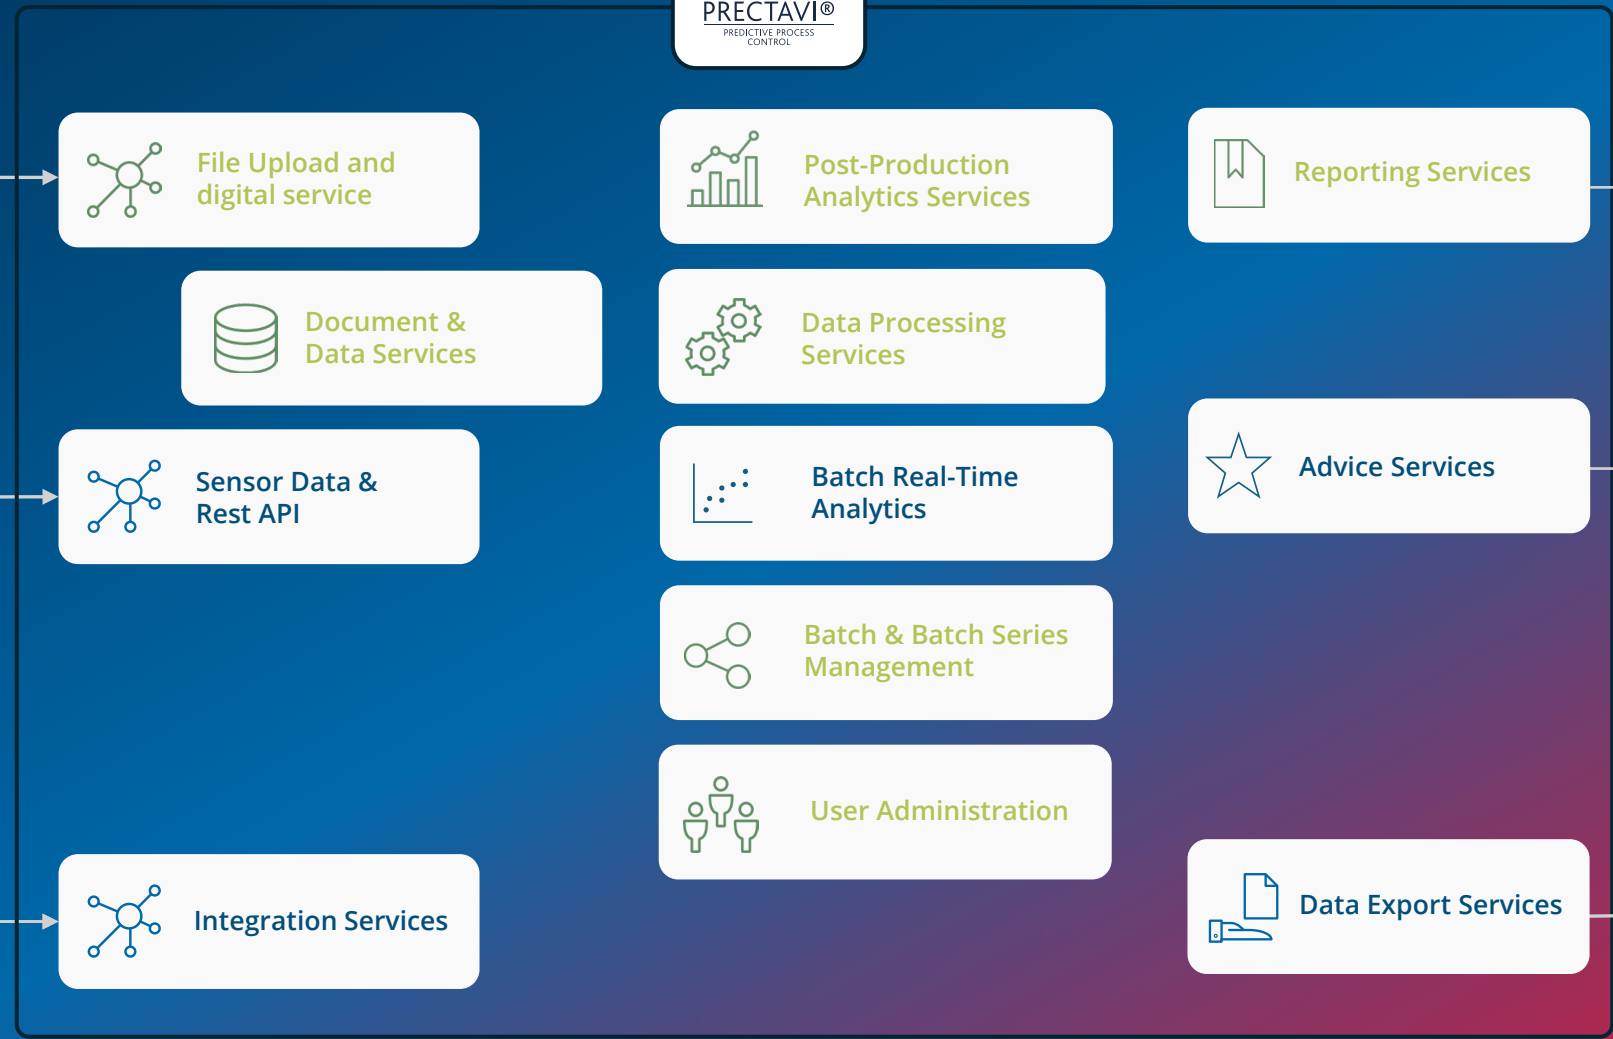 PRECTAVI®
PREDICTIVE PROCESS
CONTROL
File Upload and
digital service
Document &
Data Services
Sensor Data &
Rest API
Integration Services
Post-Production
Analytics Services
Data Processing
Services
Batch Real-Time
Analytics
Batch & Batch Series
Management
User Administration
Reporting Services
Advice Services
Data Export Services